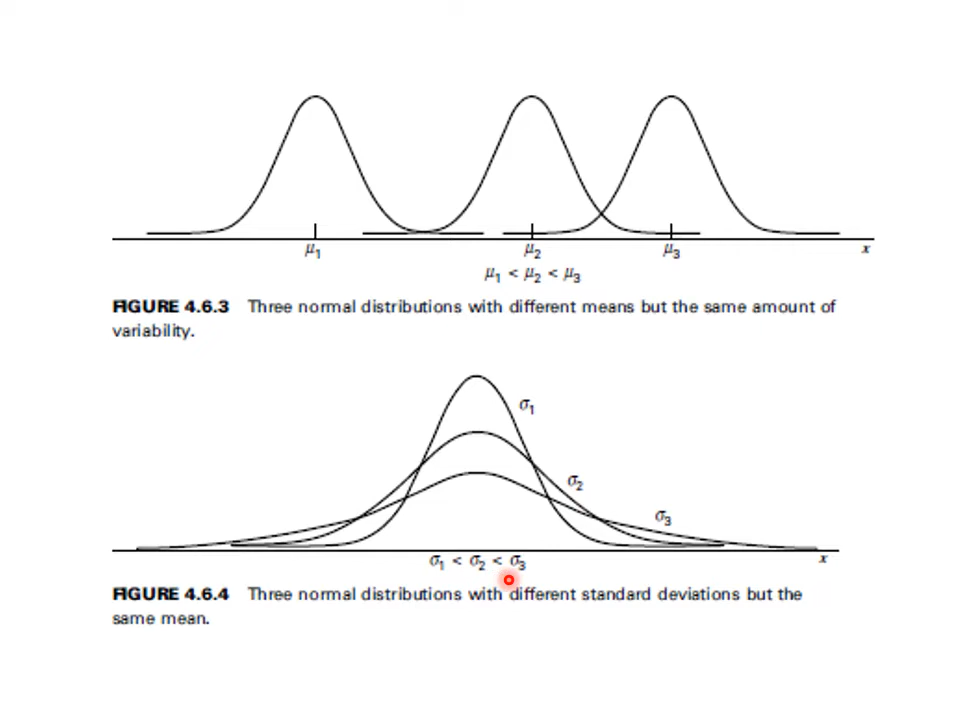 μ1 μ2 μ3 x
μ1 < μ2 < μ3
FIGURE 4.6.3 Three normal distributions with different means but the same amount of
variability.
σ1
σ2
σ3
x
σ1 < σ2 < σ3
FIGURE 4.6.4 Three normal distributions with different standard deviations but the
same mean.